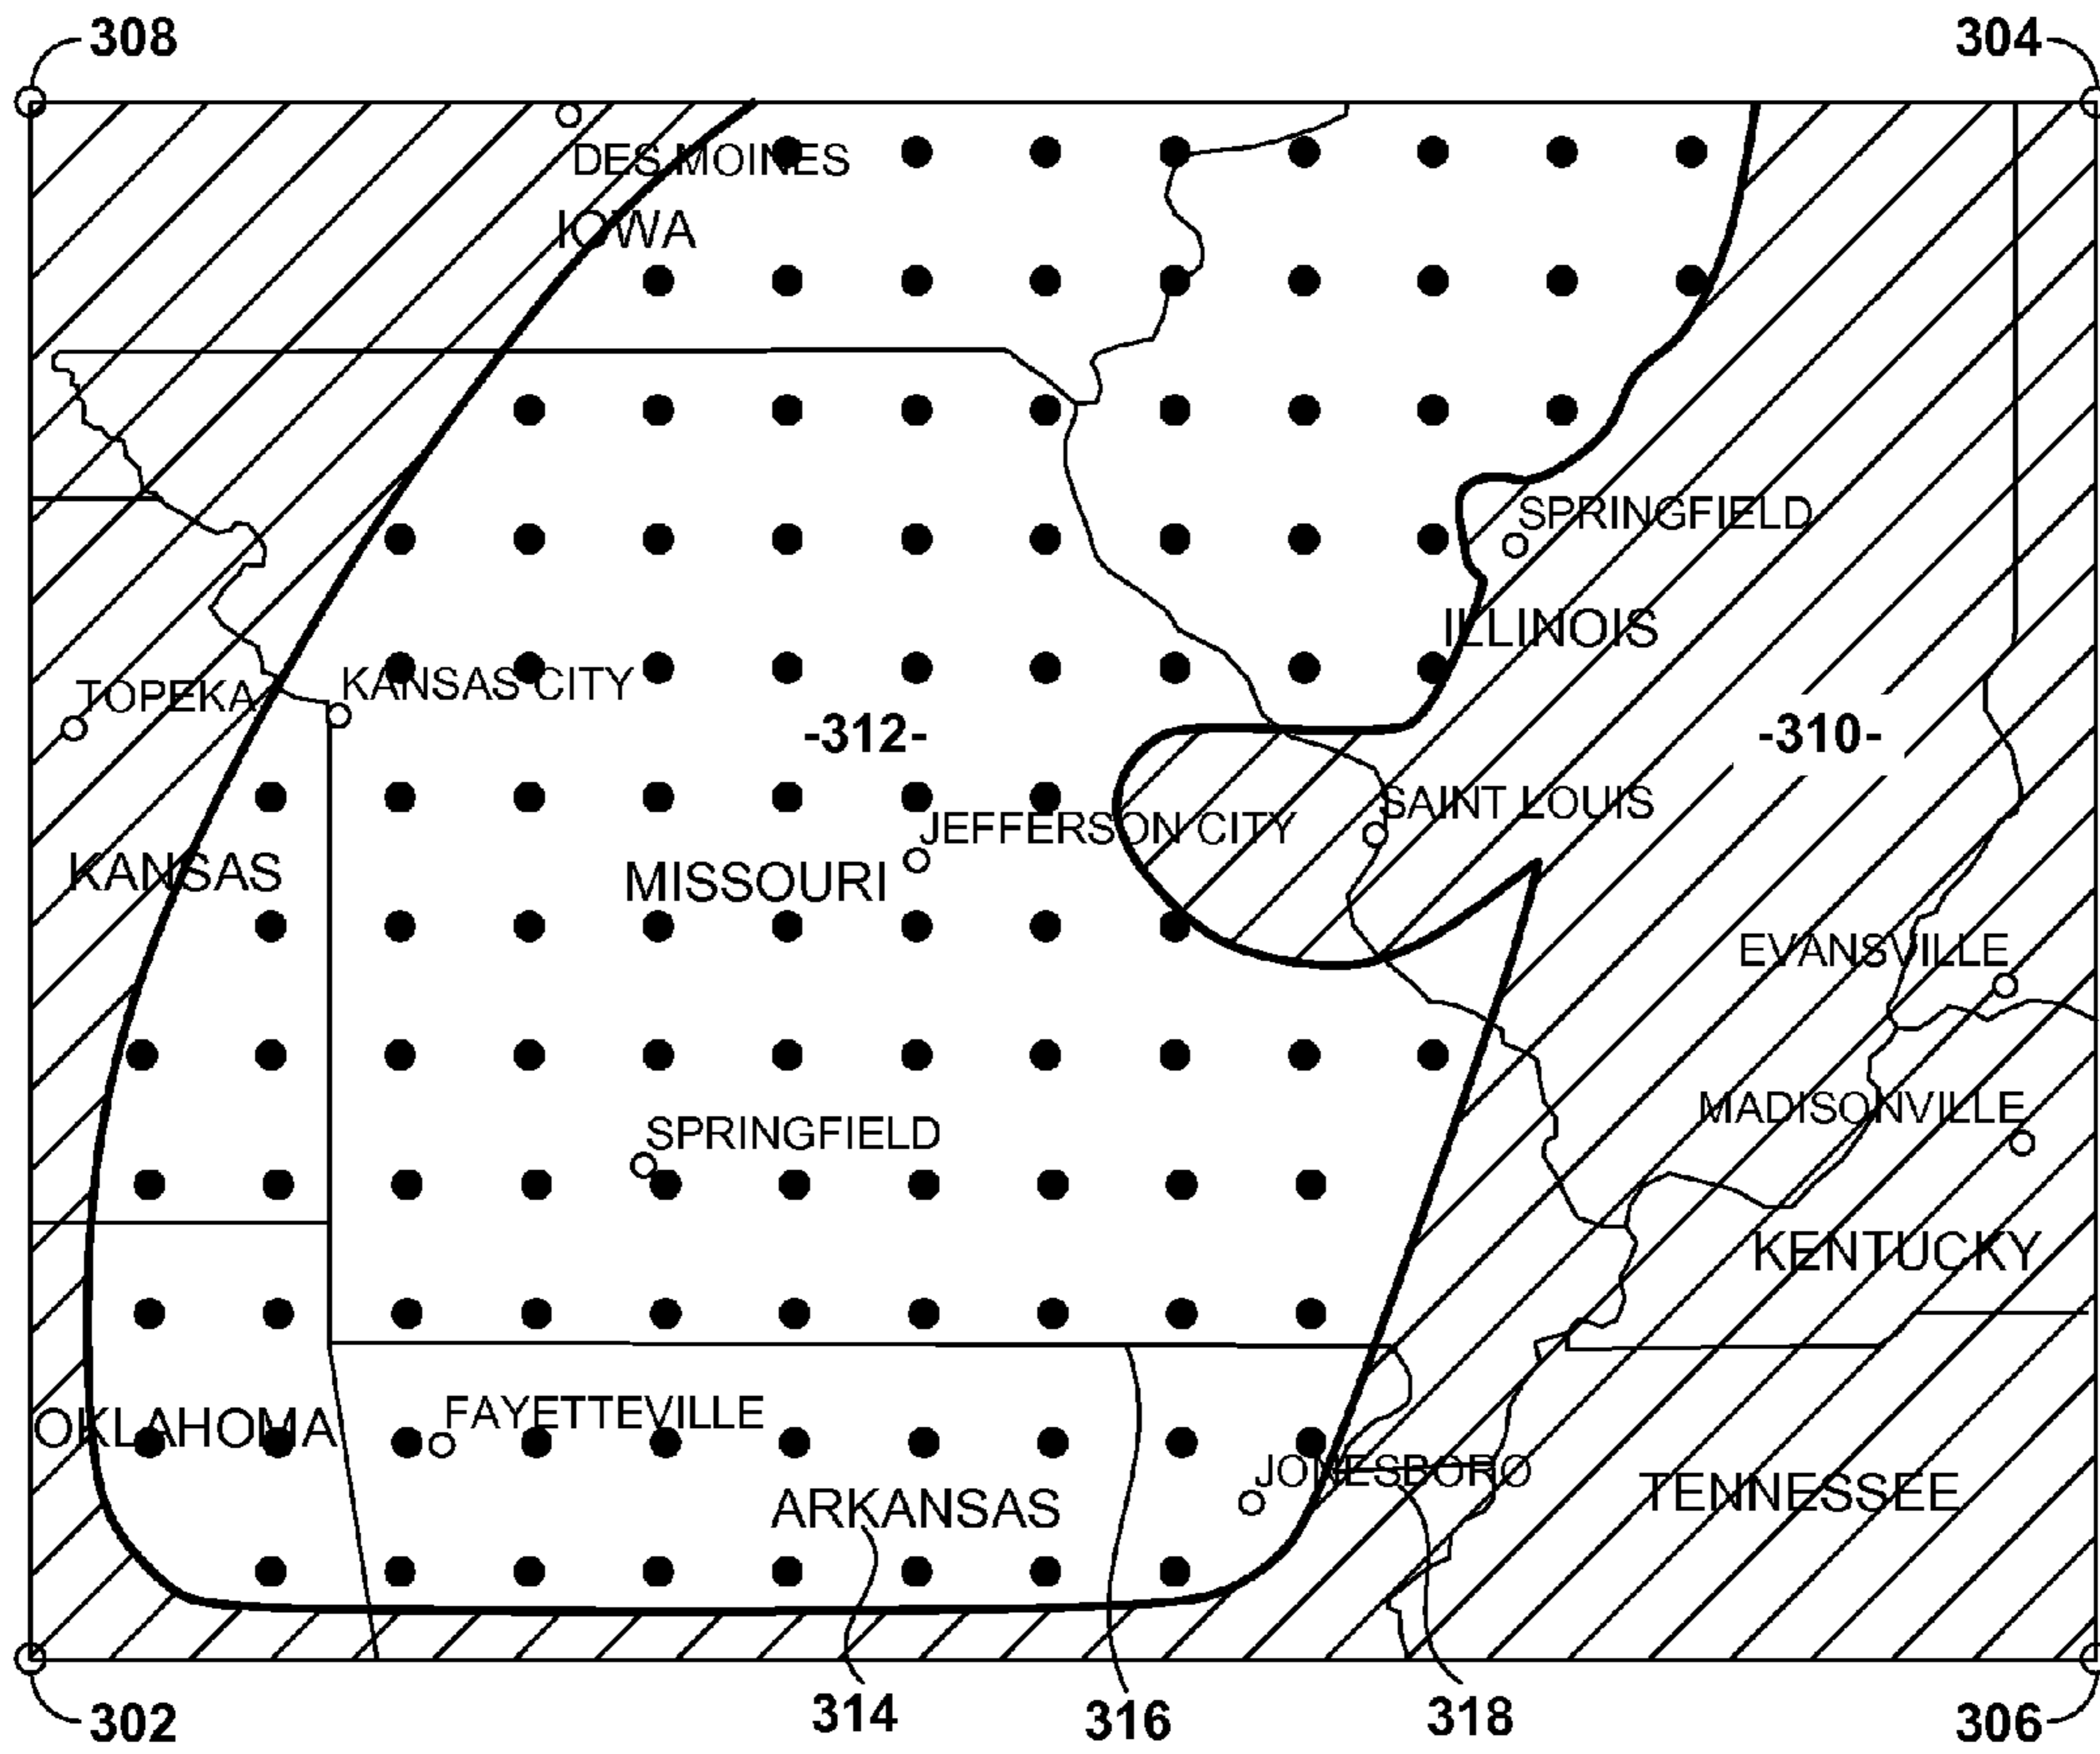 308
304
DES MOINES
IOWA
SPRINGFIELD
ILLINOIS
TOPEKA
KANSAS CITY
-312-
-310-
SAINT LOUIS
JEFFERSON CITY
KANSAS
MISSOURI
EVANSVILLE
MADISONVILLE
SPRINGFIELD
KENTUCKY
OKLAHOMA
FAYETTEVILLE
JONESBORO
TENNESSEE
ARKANSAS
302
314
316
318
306